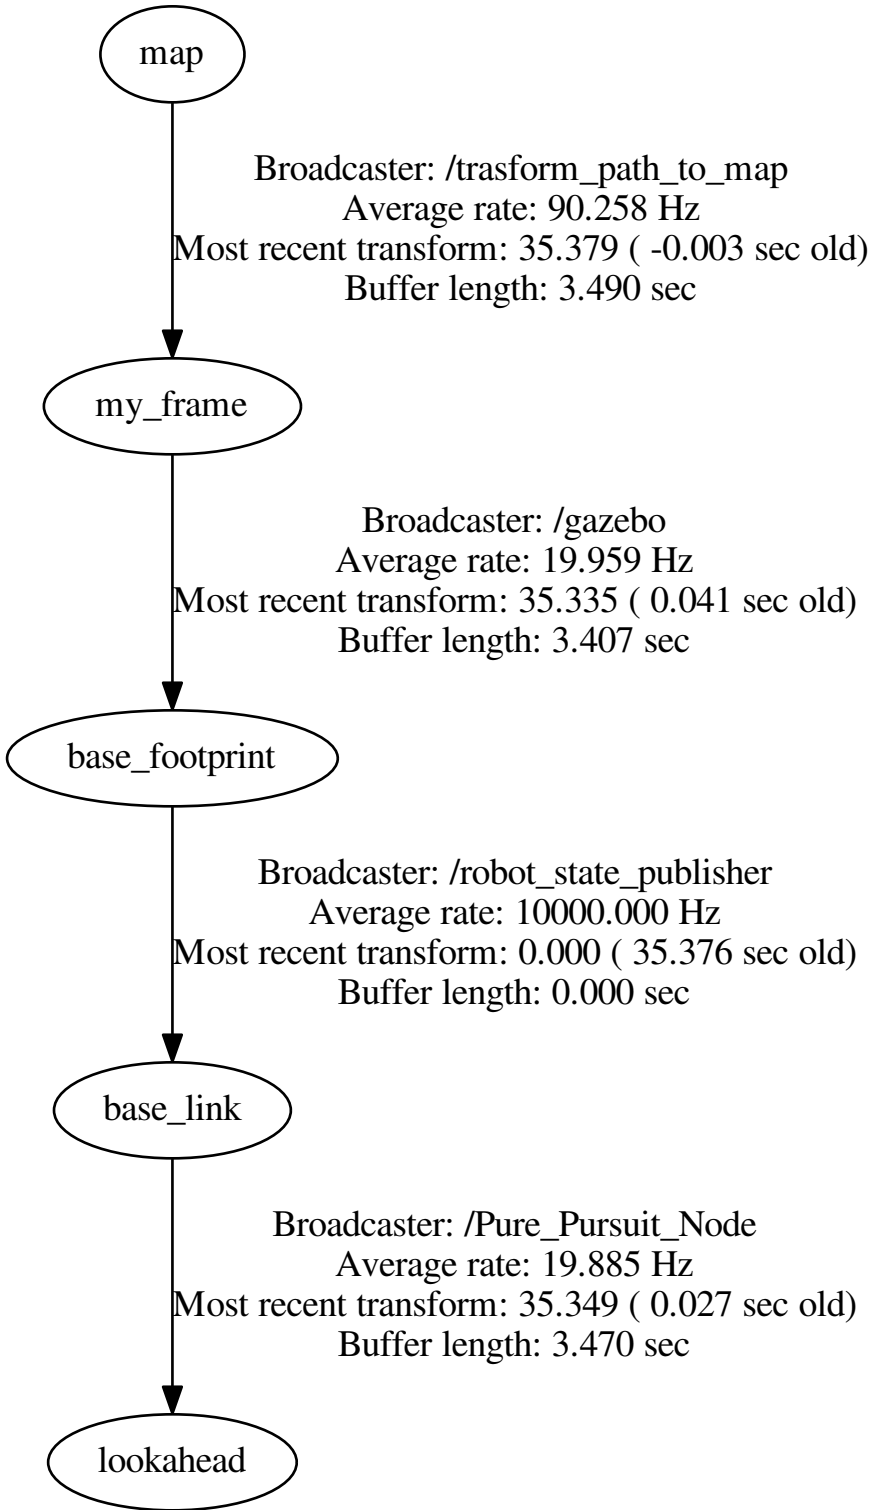 map
Broadcaster: /trasform_path_to_map
Average rate: 90.258 Hz
Most recent transform: 35.379 ( -0.003 sec old)
Buffer length: 3.490 sec
my_frame
Broadcaster: /gazebo
Average rate: 19.959 Hz
Most recent transform: 35.335 ( 0.041 sec old)
Buffer length: 3.407 sec
base_footprint
Broadcaster: /robot_state_publisher
Average rate: 10000.000 Hz
Most recent transform: 0.000 ( 35.376 sec old)
Buffer length: 0.000 sec
base_link
Broadcaster: /Pure_Pursuit_Node
Average rate: 19.885 Hz
Most recent transform: 35.349 ( 0.027 sec old)
Buffer length: 3.470 sec
lookahead